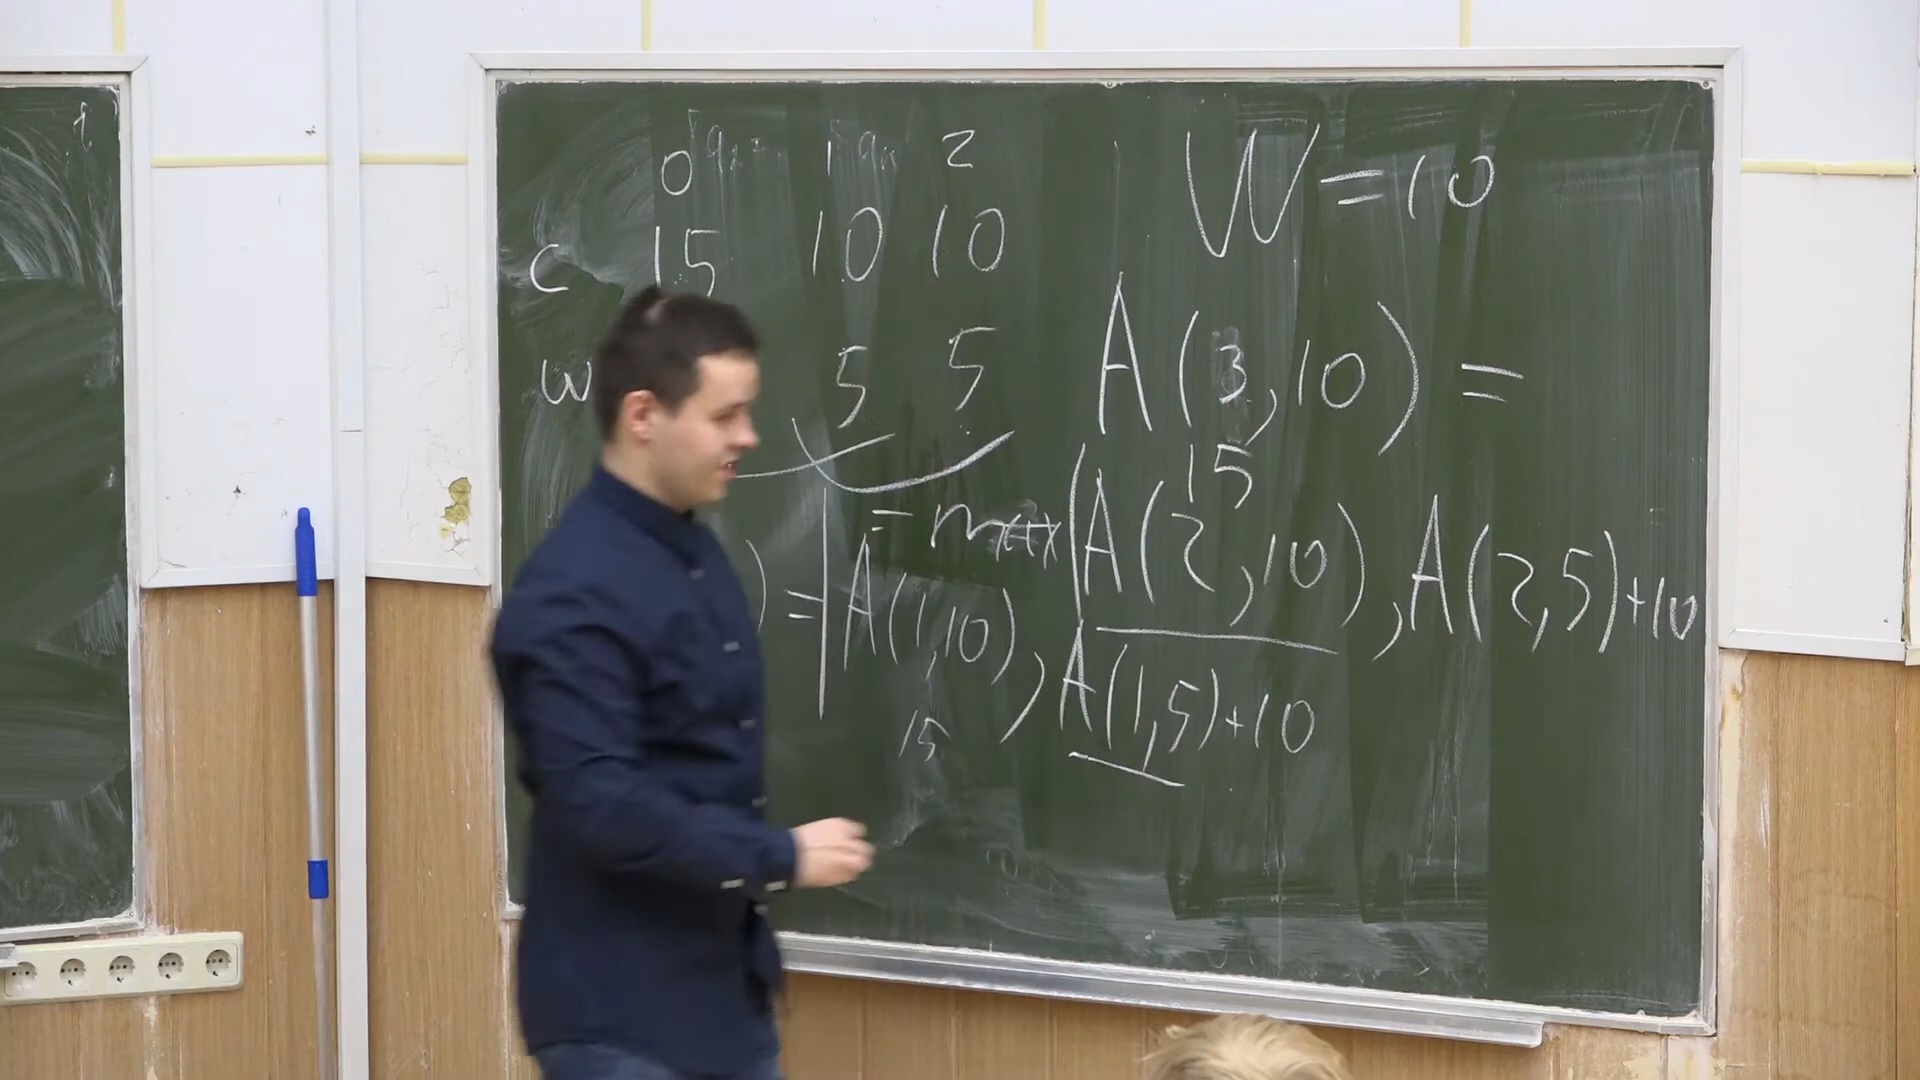 0 1 2
c 15 10 10
w 5 5
W = 10
A(3,10) =
15
= max(A(2,10), A(2,5)+10
) = | A(1,10), A(1,5)+10
15